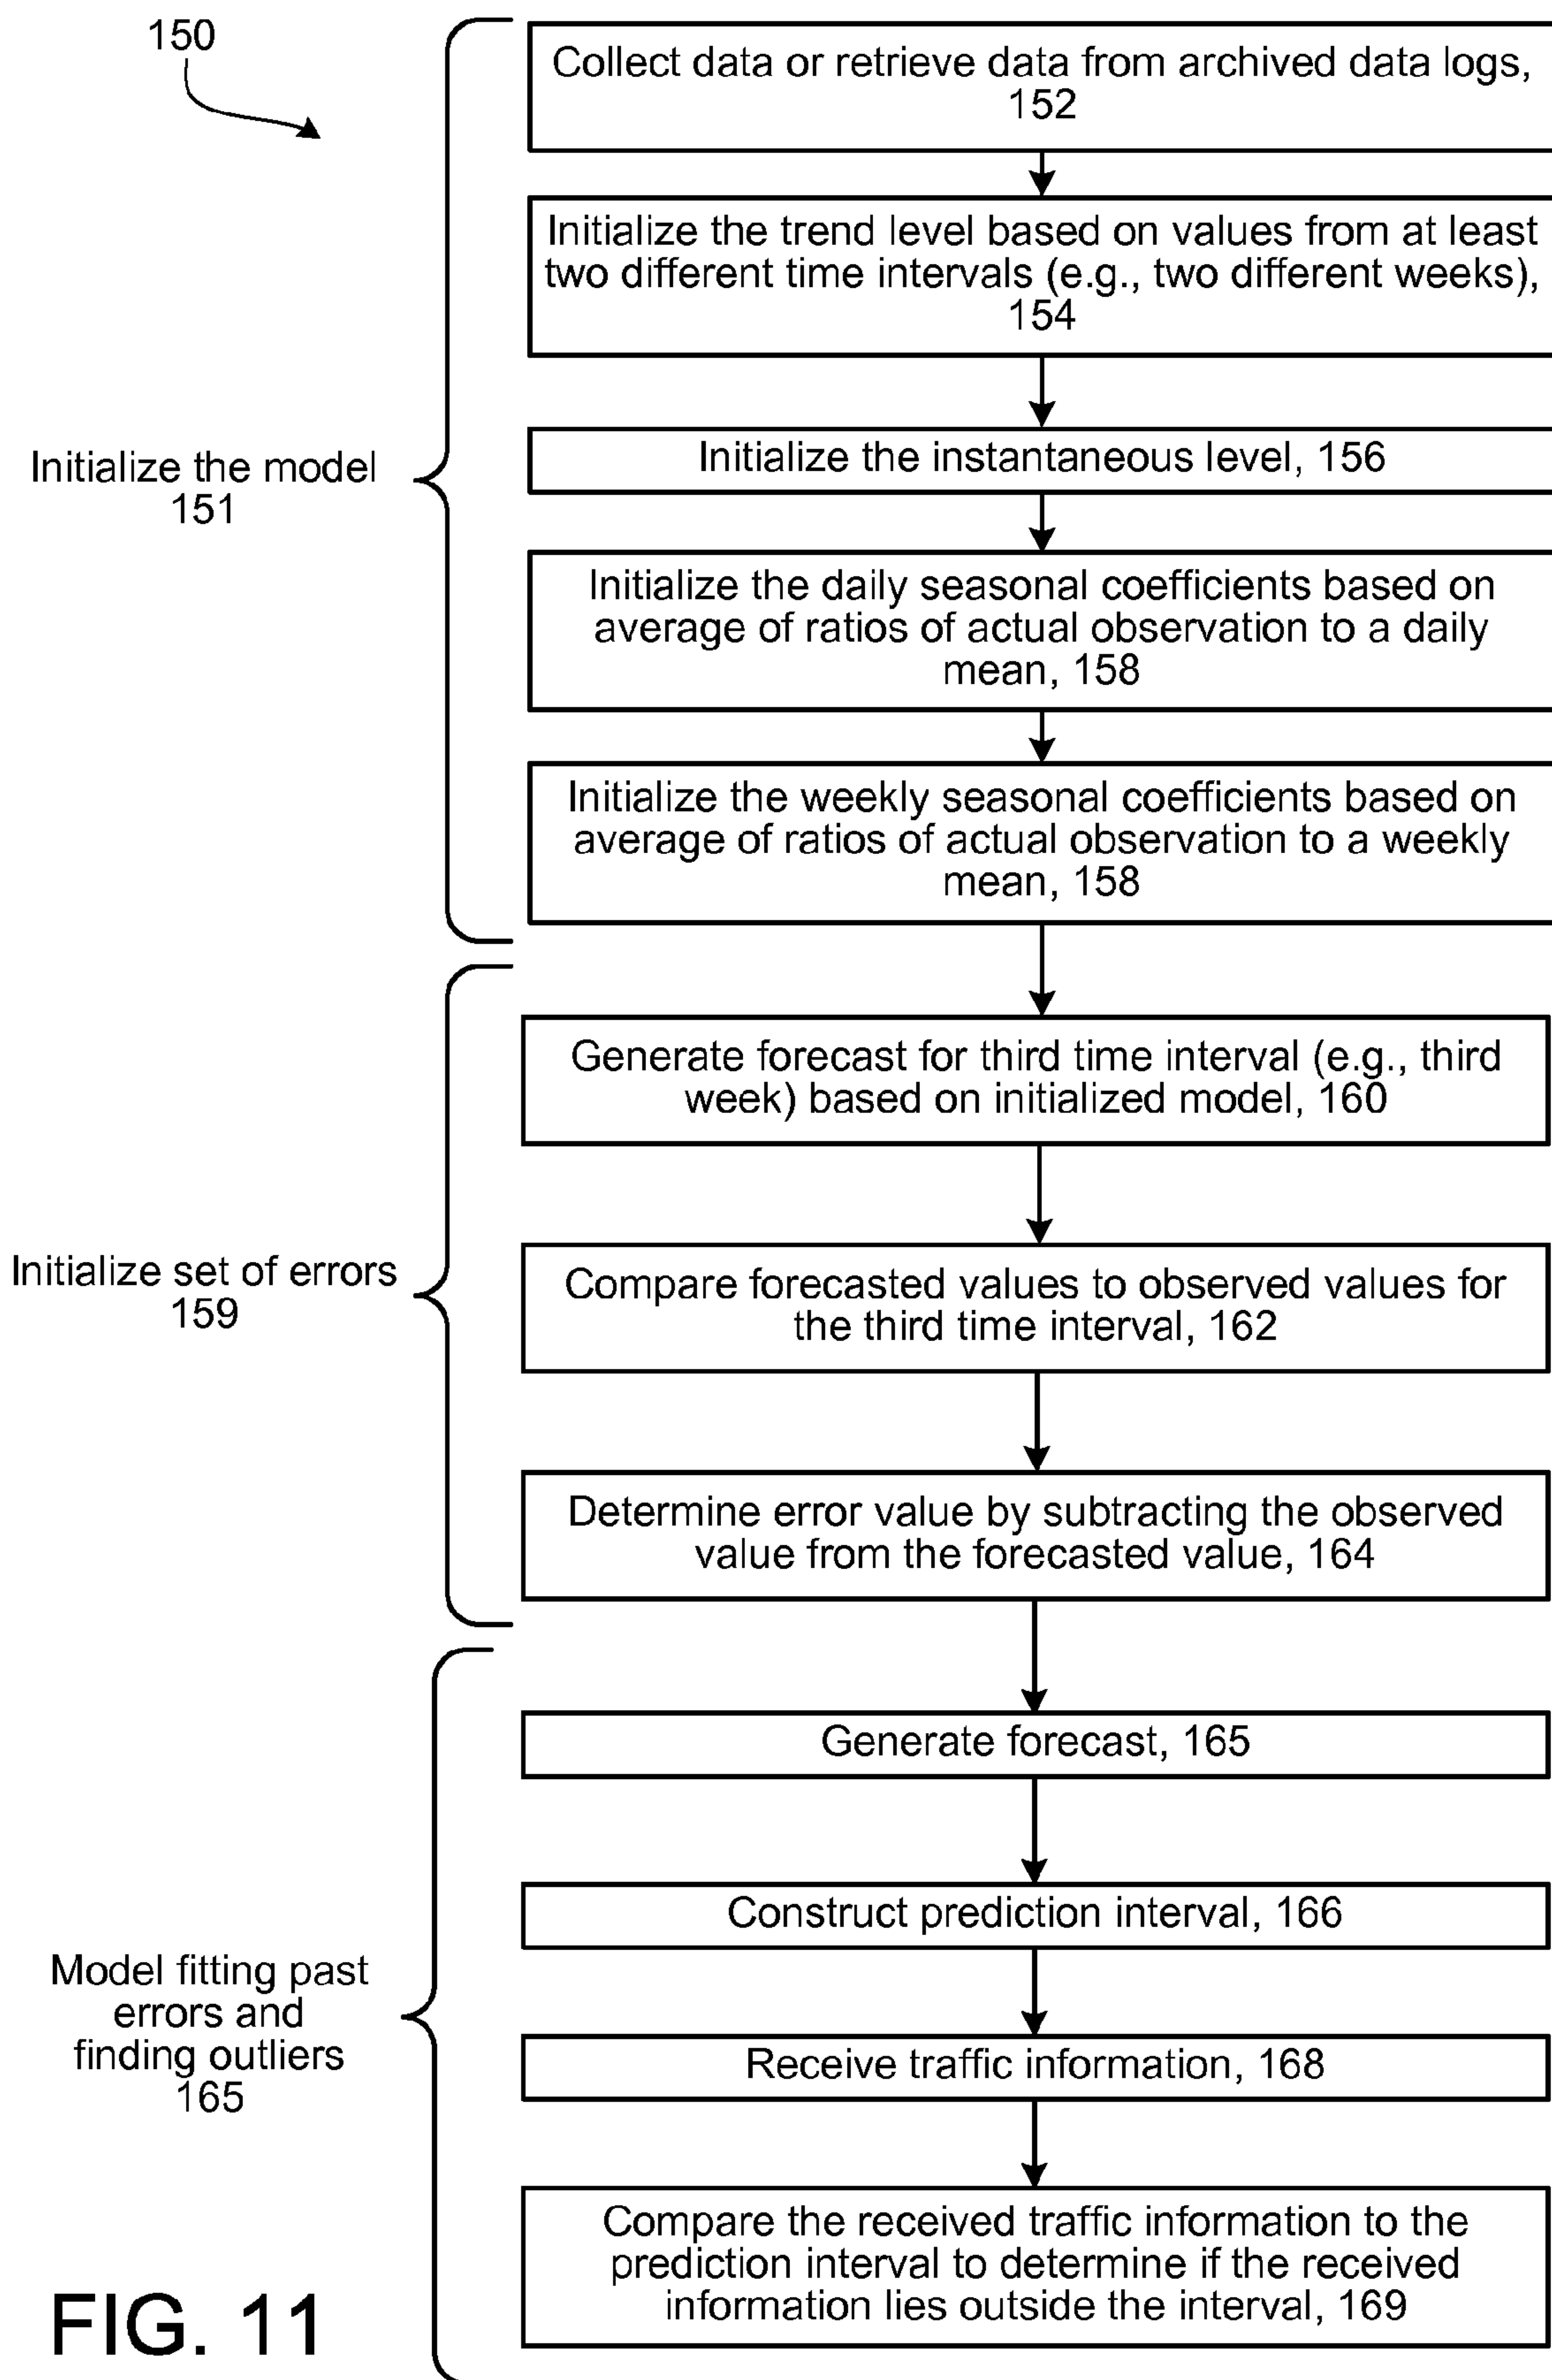 150
Collect data or retrieve data from archived data logs,
152
Initialize the trend level based on values from at least
two different time intervals (e.g., two different weeks),
154
Initialize the model
151
Initialize the instantaneous level, 156
Initialize the daily seasonal coefficients based on
average of ratios of actual observation to a daily
mean, 158
Initialize the weekly seasonal coefficients based on
average of ratios of actual observation to a weekly
mean, 158
Generate forecast for third time interval (e.g., third
week) based on initialized model, 160
Initialize set of errors
159
Compare forecasted values to observed values for
the third time interval, 162
Determine error value by subtracting the observed
value from the forecasted value, 164
Generate forecast, 165
Construct prediction interval, 166
Model fitting past
errors and
finding outliers
165
Receive traffic information, 168
Compare the received traffic information to the
prediction interval to determine if the received
information lies outside the interval, 169
FIG. 11